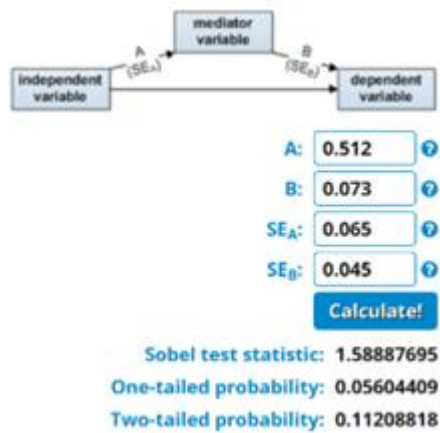 mediator
variable
A
(SEA)
B
(SEB)
independent
variable
dependent
variable
A: 0.512 ?
B: 0.073 ?
SEA: 0.065 ?
SEB: 0.045 ?
Calculate!
Sobel test statistic: 1.58887695
One-tailed probability: 0.05604409
Two-tailed probability: 0.11208818